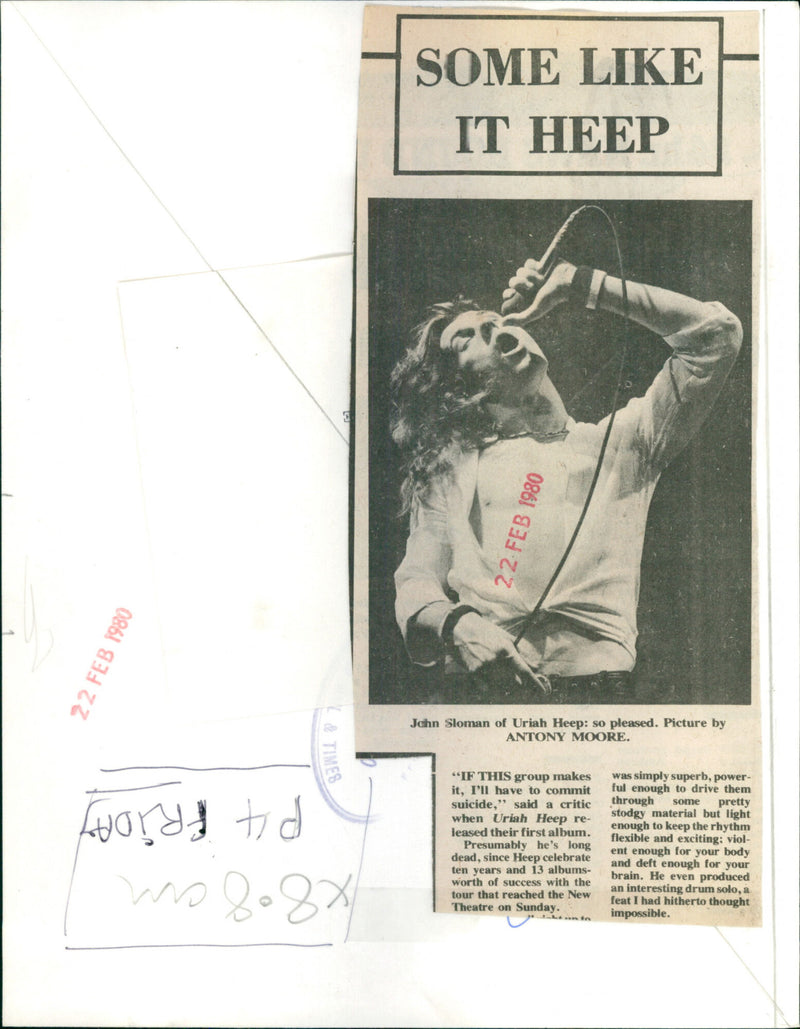 SOME LIKE
IT HEEP
22 FEB 1980
22 FEB 1980
John Sloman of Uriah Heep: so pleased. Picture by
ANTONY MOORE.
"IF THIS group makes
it, I'll have to commit
suicide," said a critic
when Uriah Heep re-
leased their first album.
Presumably he's long
dead, since Heep celebrate
ten years and 13 albums-
worth of success with the
tour that reached the New
Theatre on Sunday.
was simply superb, power-
ful enough to drive them
through some pretty
stodgy material but light
enough to keep the rhythm
flexible and exciting: viol-
ent enough for your body
and deft enough for your
brain. He even produced
an interesting drum solo, a
feat I had hitherto thought
impossible.
& TIMES
P4 FRIDAY
x8.8cm